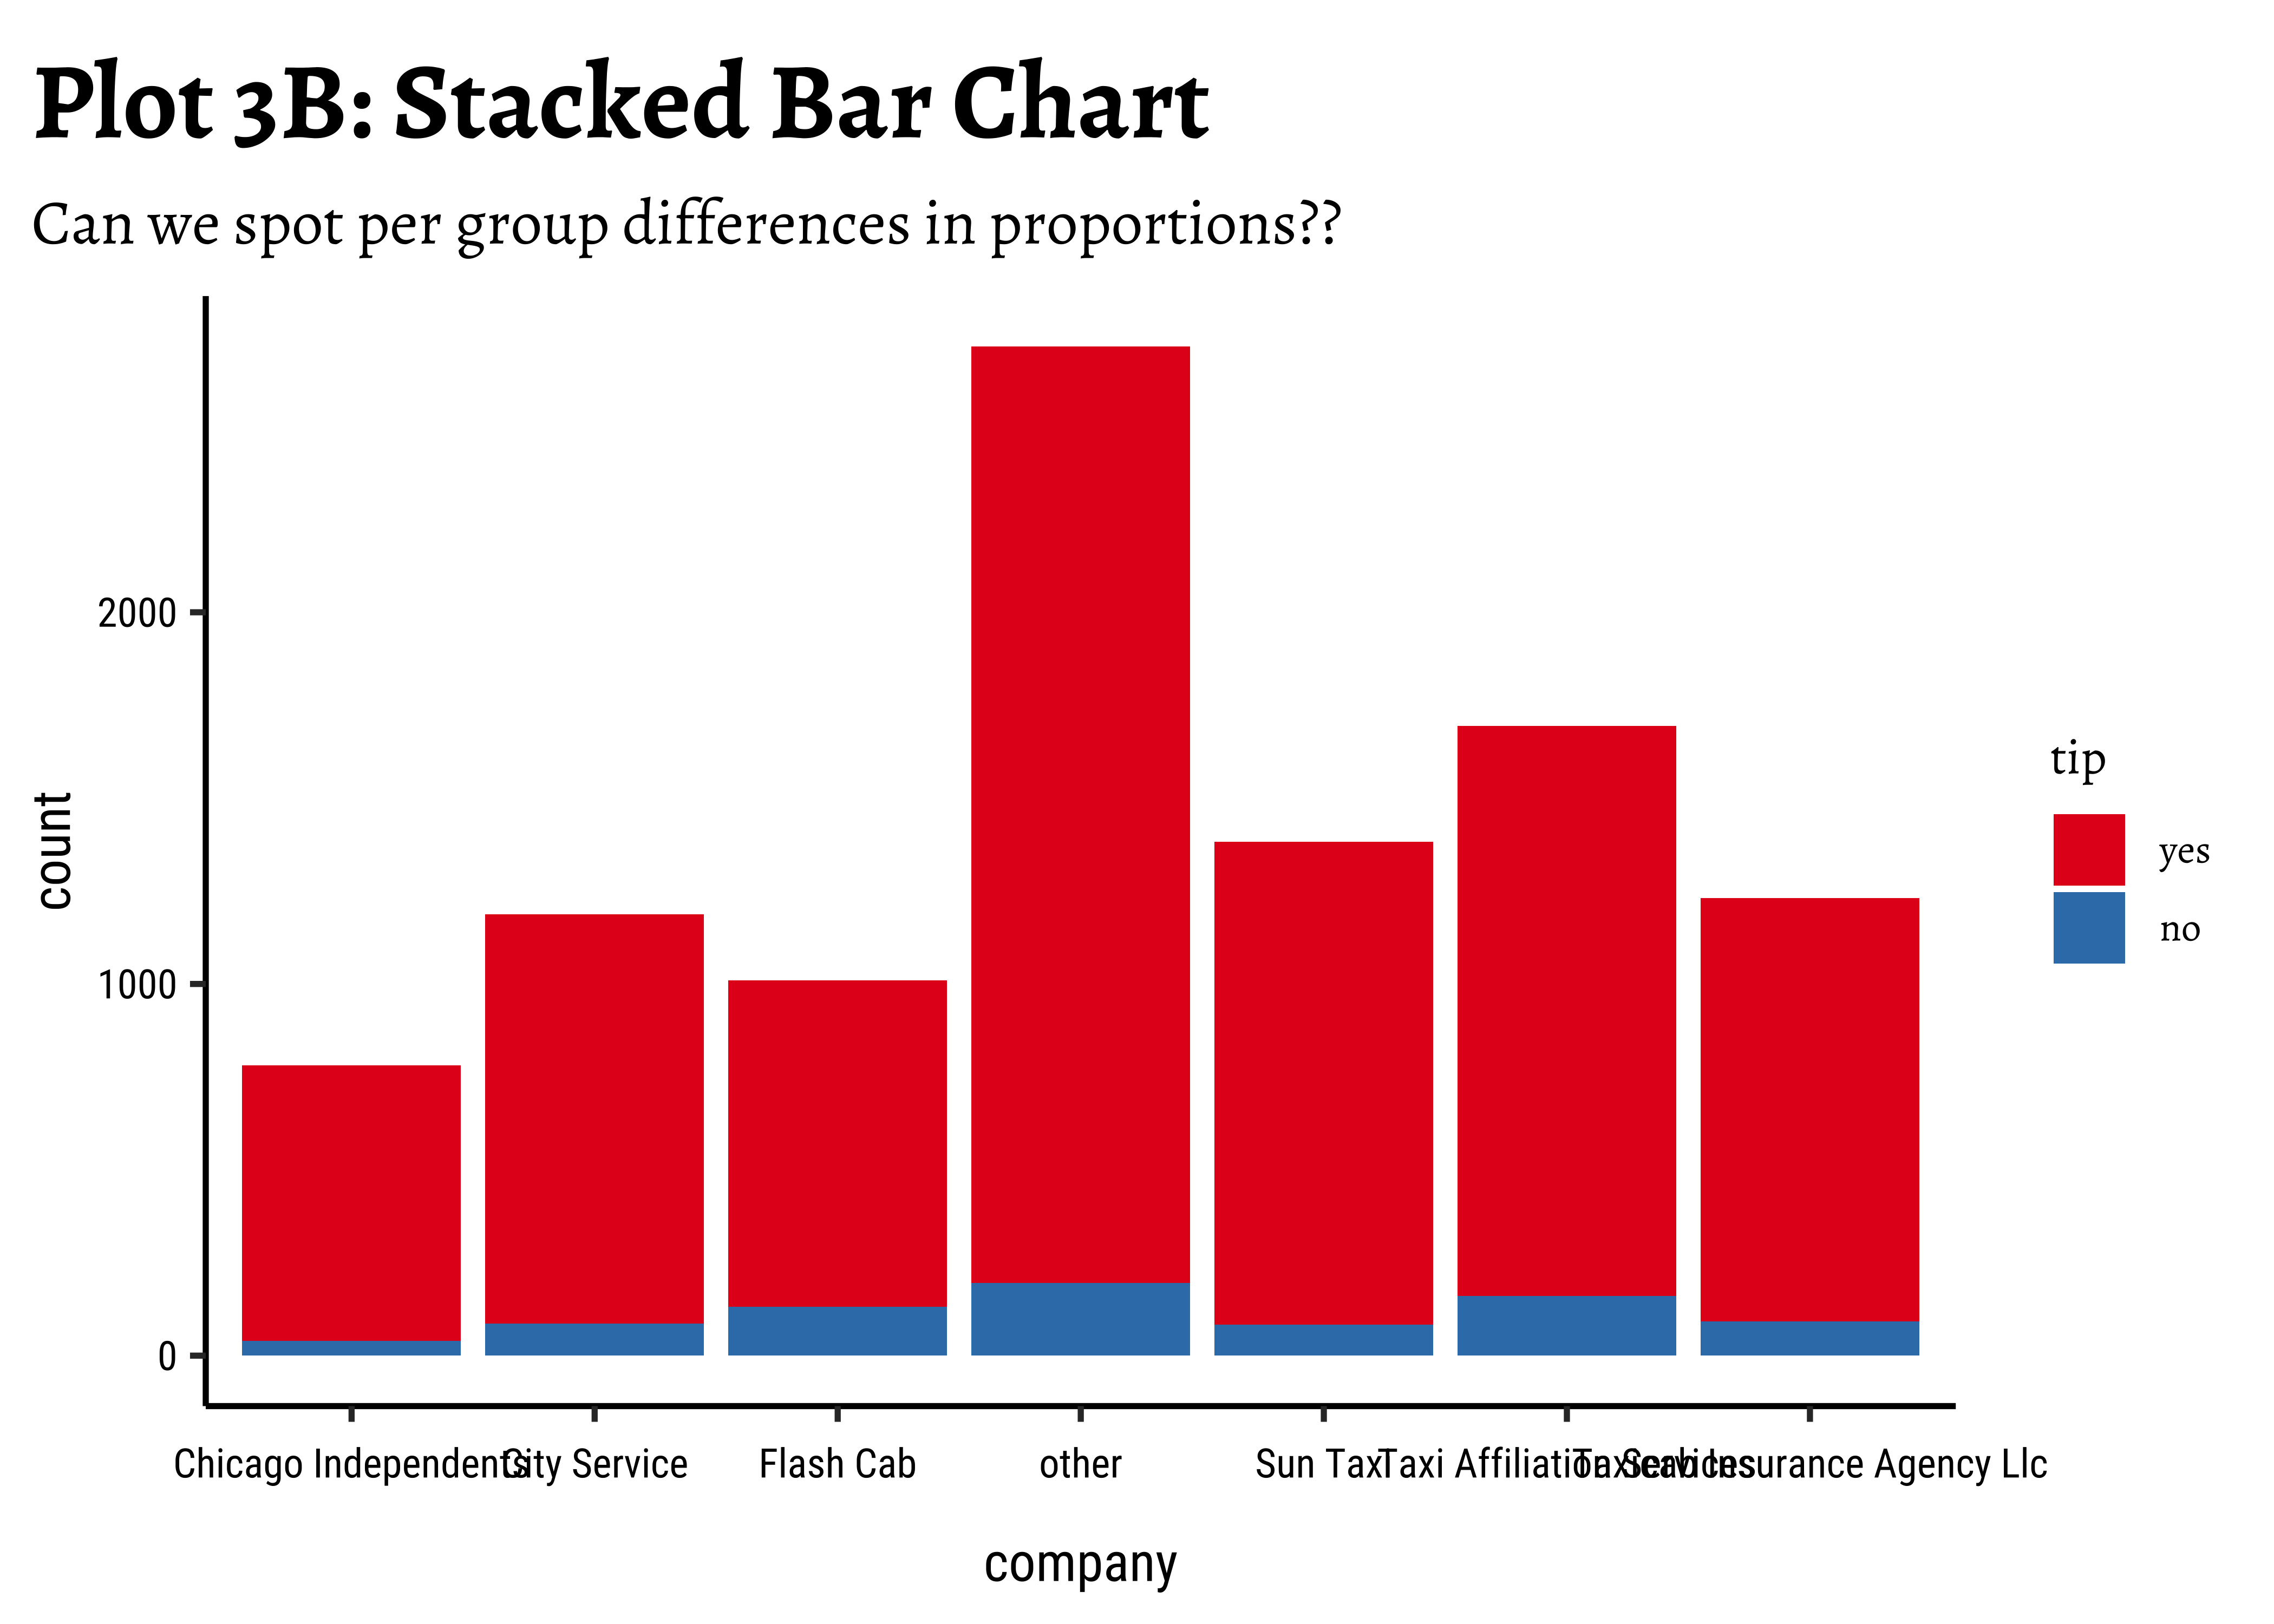 Plot 3B: Stacked Bar Chart
Can we spot per group differences in proportions??
count
2000
1000
0
Chicago Independents City Service Flash Cab other Sun Taxi Taxi Affiliation Services Taxicab Insurance Agency Llc
company
tip
yes
no